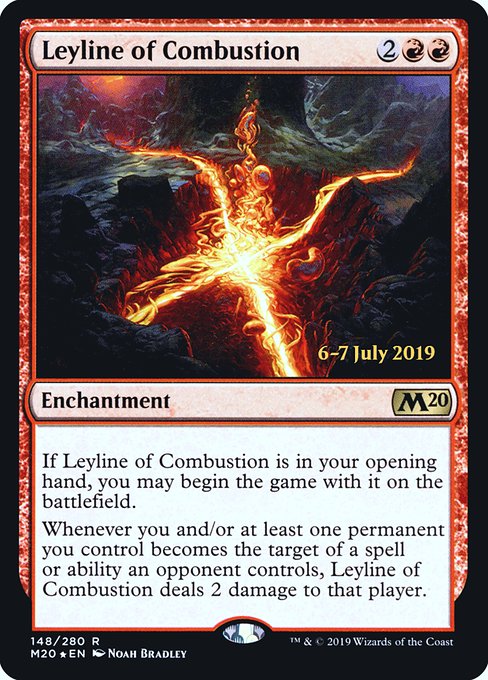 Leyline of Combustion 2
6–7 July 2019
Enchantment M20
If Leyline of Combustion is in your opening
hand, you may begin the game with it on the
battlefield.
Whenever you and/or at least one permanent
you control becomes the target of a spell
or ability an opponent controls, Leyline of
Combustion deals 2 damage to that player.
148/280 R
™ & © 2019 Wizards of the Coast
M20 ★ EN Noah Bradley